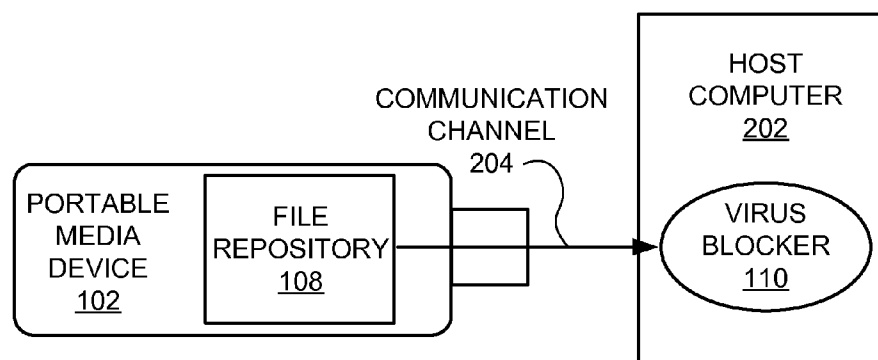 PORTABLE
MEDIA
DEVICE
102
FILE
REPOSITORY
108
COMMUNICATION
CHANNEL
204
HOST
COMPUTER
202
VIRUS
BLOCKER
110